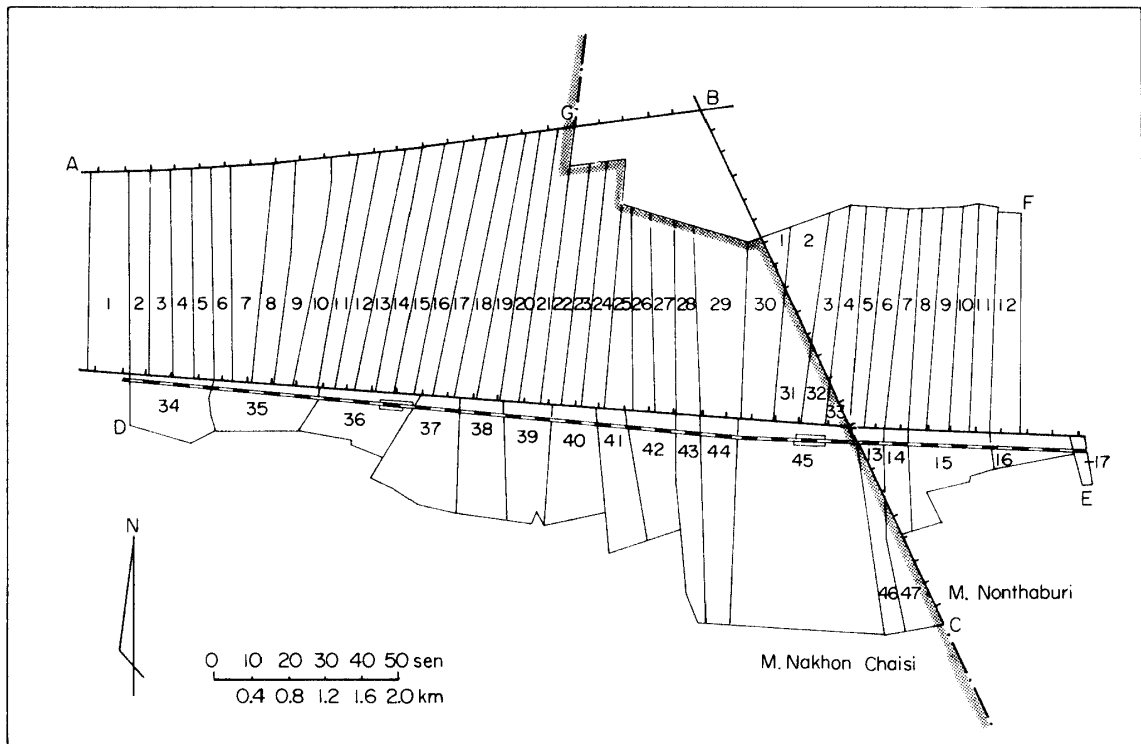 B
G
A
F
1 2
1 2 3 4 5 6 7 8 9 10 11 12 13 14 15 16 17 18 19 20 21 22 23 24 25 26 27 28 29 30 3 4 5 6 7 8 9 10 11 12
31 32 33
34 35 36 37 38 39 40 41 42 43 44 45 13 14 15 16 17
D
E
N
46 47 M. Nonthaburi
C
0 10 20 30 40 50 sen
0.4 0.8 1.2 1.6 2.0 km
M. Nakhon Chaisi